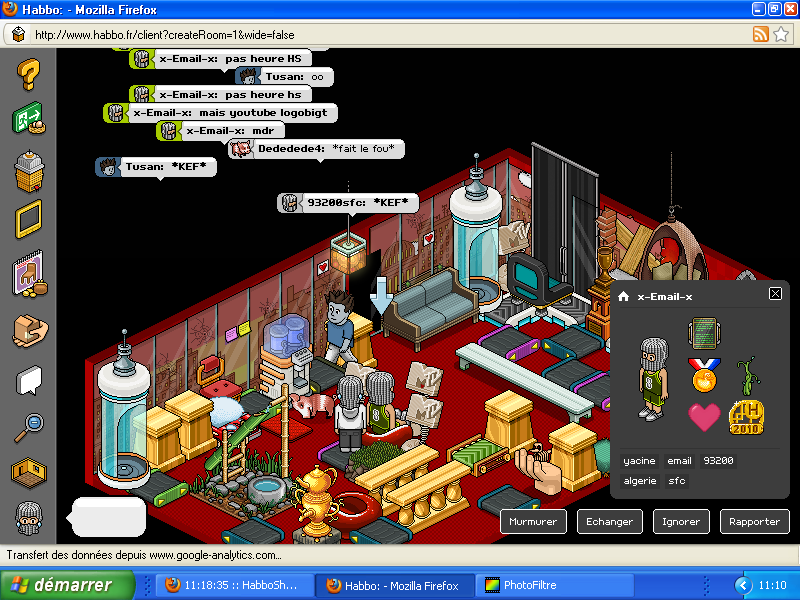 Habbo: - Mozilla Firefox
http://www.habbo.fr/client?createRoom=1&wide=false
x-Email-x: pas heure HS
Tusan: oo
x-Email-x: pas heure hs
x-Email-x: mais youtube logobigt
x-Email-x: mdr
Dededede4: *fait le fou*
Tusan: *KEF*
93200sfc: *KEF*
x-Email-x
2010
yacine email 93200
algerie sfc
Murmurer Echanger Ignorer Rapporter
Transfert des données depuis www.google-analytics.com...
démarrer 11:18:35 :: HabboSh... Habbo: - Mozilla Firefox PhotoFiltre 11:10